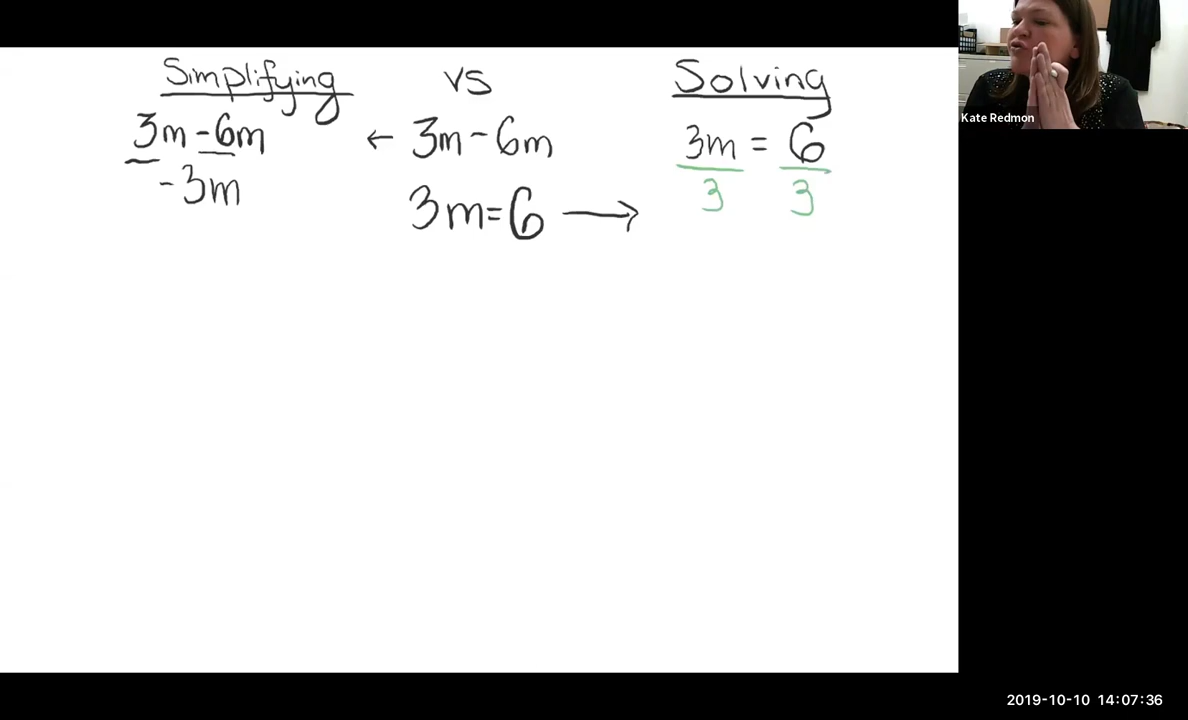 Simplifying vs Solving
3m - 6m ← 3m - 6m 3m = 6
-3m 3m = 6 → 3 3
Kate Redmon
2019-10-10 14:07:36